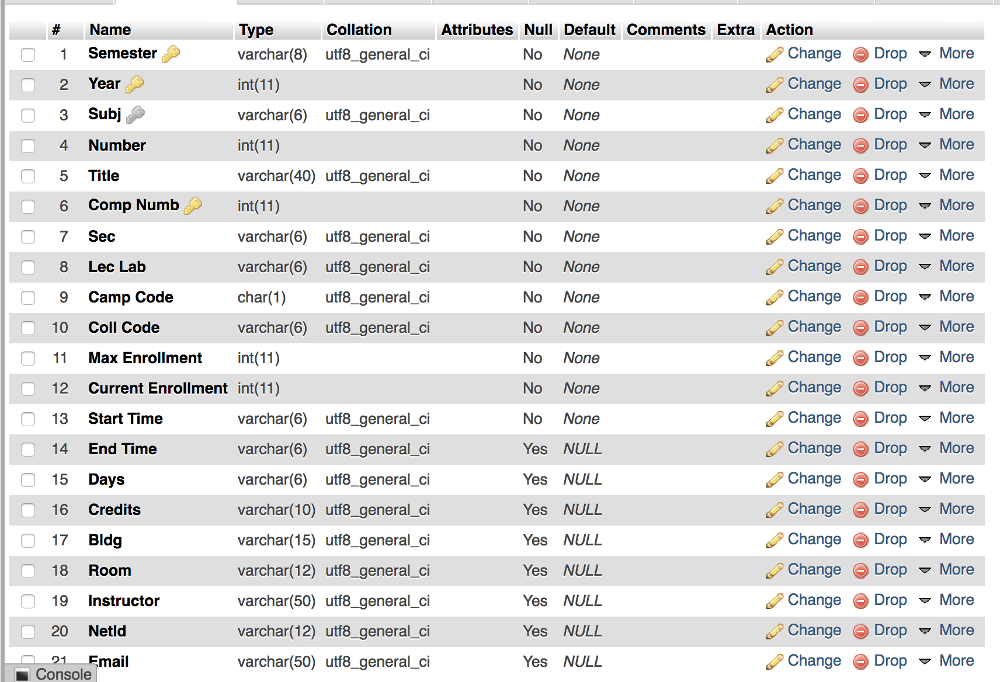 # Name Type Collation Attributes Null Default Comments Extra Action
1 Semester varchar(8) utf8_general_ci No None Change Drop More
2 Year int(11) No None Change Drop More
3 Subj varchar(6) utf8_general_ci No None Change Drop More
4 Number int(11) No None Change Drop More
5 Title varchar(40) utf8_general_ci No None Change Drop More
6 Comp Numb int(11) No None Change Drop More
7 Sec varchar(6) utf8_general_ci No None Change Drop More
8 Lec Lab varchar(6) utf8_general_ci No None Change Drop More
9 Camp Code char(1) utf8_general_ci No None Change Drop More
10 Coll Code varchar(6) utf8_general_ci No None Change Drop More
11 Max Enrollment int(11) No None Change Drop More
12 Current Enrollment int(11) No None Change Drop More
13 Start Time varchar(6) utf8_general_ci No None Change Drop More
14 End Time varchar(6) utf8_general_ci Yes NULL Change Drop More
15 Days varchar(6) utf8_general_ci Yes NULL Change Drop More
16 Credits varchar(10) utf8_general_ci Yes NULL Change Drop More
17 Bldg varchar(15) utf8_general_ci Yes NULL Change Drop More
18 Room varchar(12) utf8_general_ci Yes NULL Change Drop More
19 Instructor varchar(50) utf8_general_ci Yes NULL Change Drop More
20 NetId varchar(12) utf8_general_ci Yes NULL Change Drop More
21 Email varchar(50) utf8_general_ci Yes NULL Change Drop More
Console